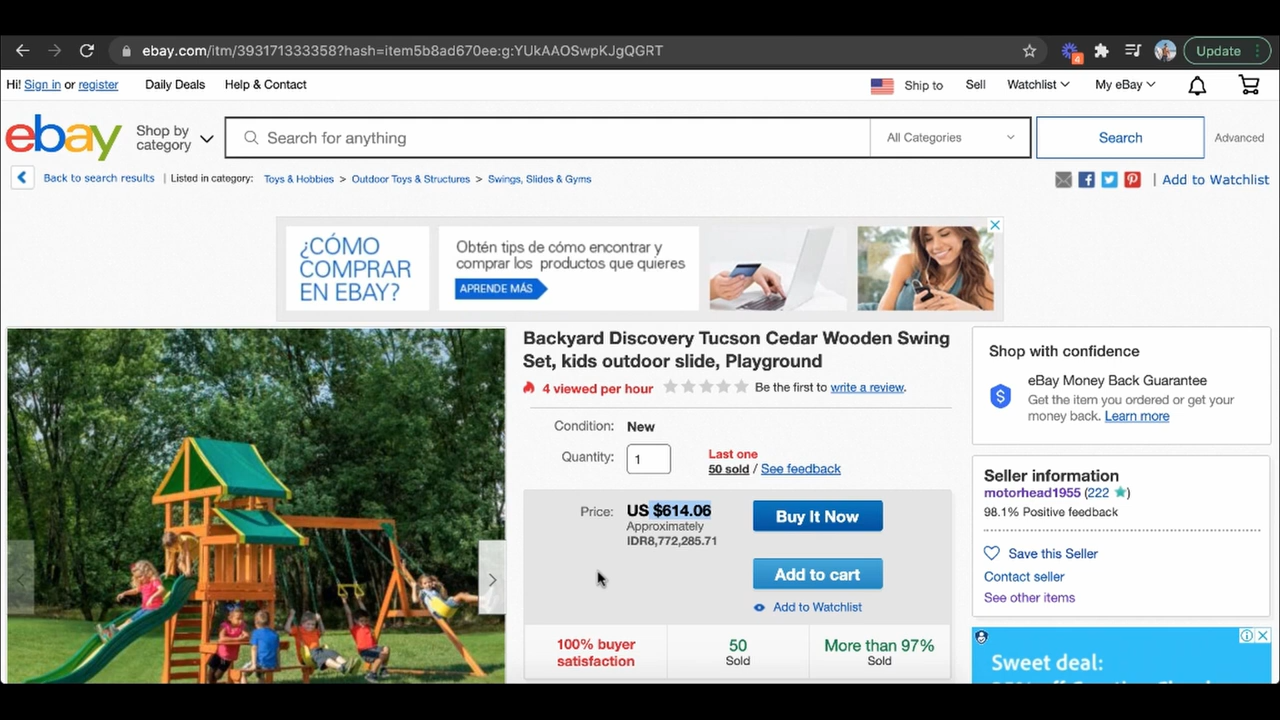 ebay.com/itm/393171333358?hash=item5b8ad670ee:g:YUkAAOSwpKJgQGRT
4
Update
Hi! Sign in or register
Daily Deals
Help & Contact
Ship to
Sell
Watchlist
My eBay
ebay
Shop by
category
Search for anything
All Categories
Search
Advanced
Back to search results | Listed in category: Toys & Hobbies > Outdoor Toys & Structures > Swings, Slides & Gyms
| Add to Watchlist
¿CÓMO
COMPRAR
EN EBAY?
Obtén tips de cómo encontrar y
comprar los productos que quieres
APRENDE MÁS
Backyard Discovery Tucson Cedar Wooden Swing
Set, kids outdoor slide, Playground
4 viewed per hour
Be the first to write a review.
Condition: New
Quantity: 1
Last one
50 sold / See feedback
Price: US $614.06
Approximately
IDR8,772,285.71
Buy It Now
Add to cart
Add to Watchlist
100% buyer
satisfaction
50
Sold
More than 97%
Sold
Shop with confidence
eBay Money Back Guarantee
Get the item you ordered or get your
money back. Learn more
Seller information
motorhead1955 (222 )
98.1% Positive feedback
Save this Seller
Contact seller
See other items
Sweet deal: